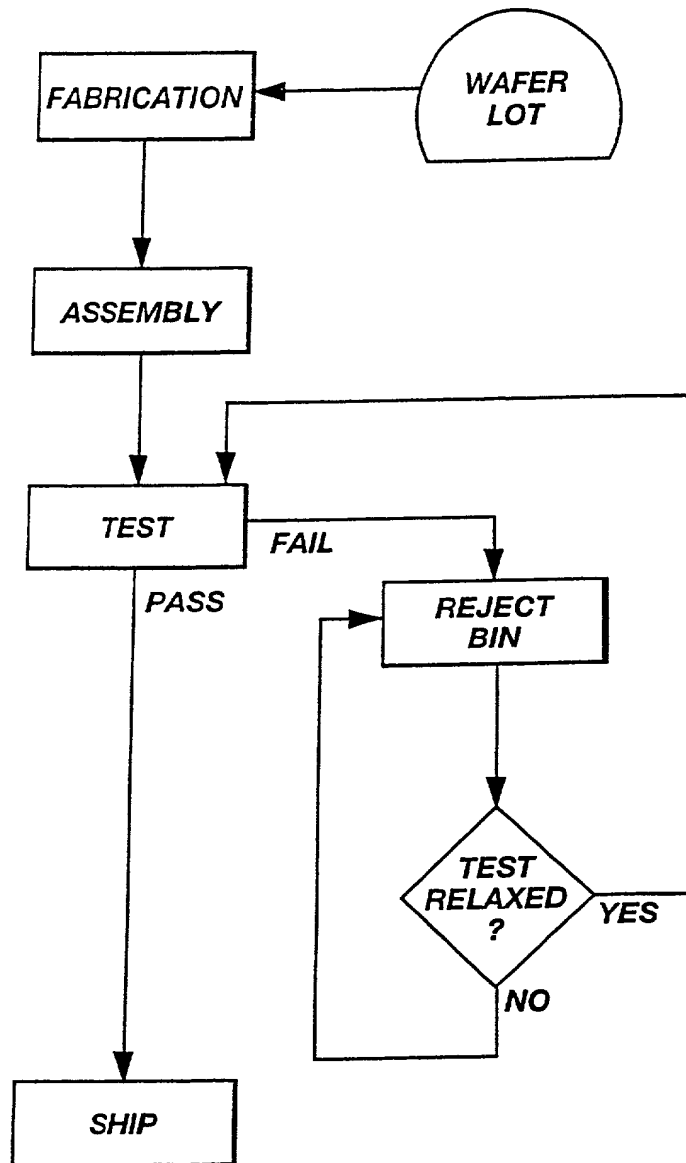 FABRICATION
WAFER
LOT
ASSEMBLY
TEST
FAIL
PASS
REJECT
BIN
TEST
RELAXED
?
YES
NO
SHIP